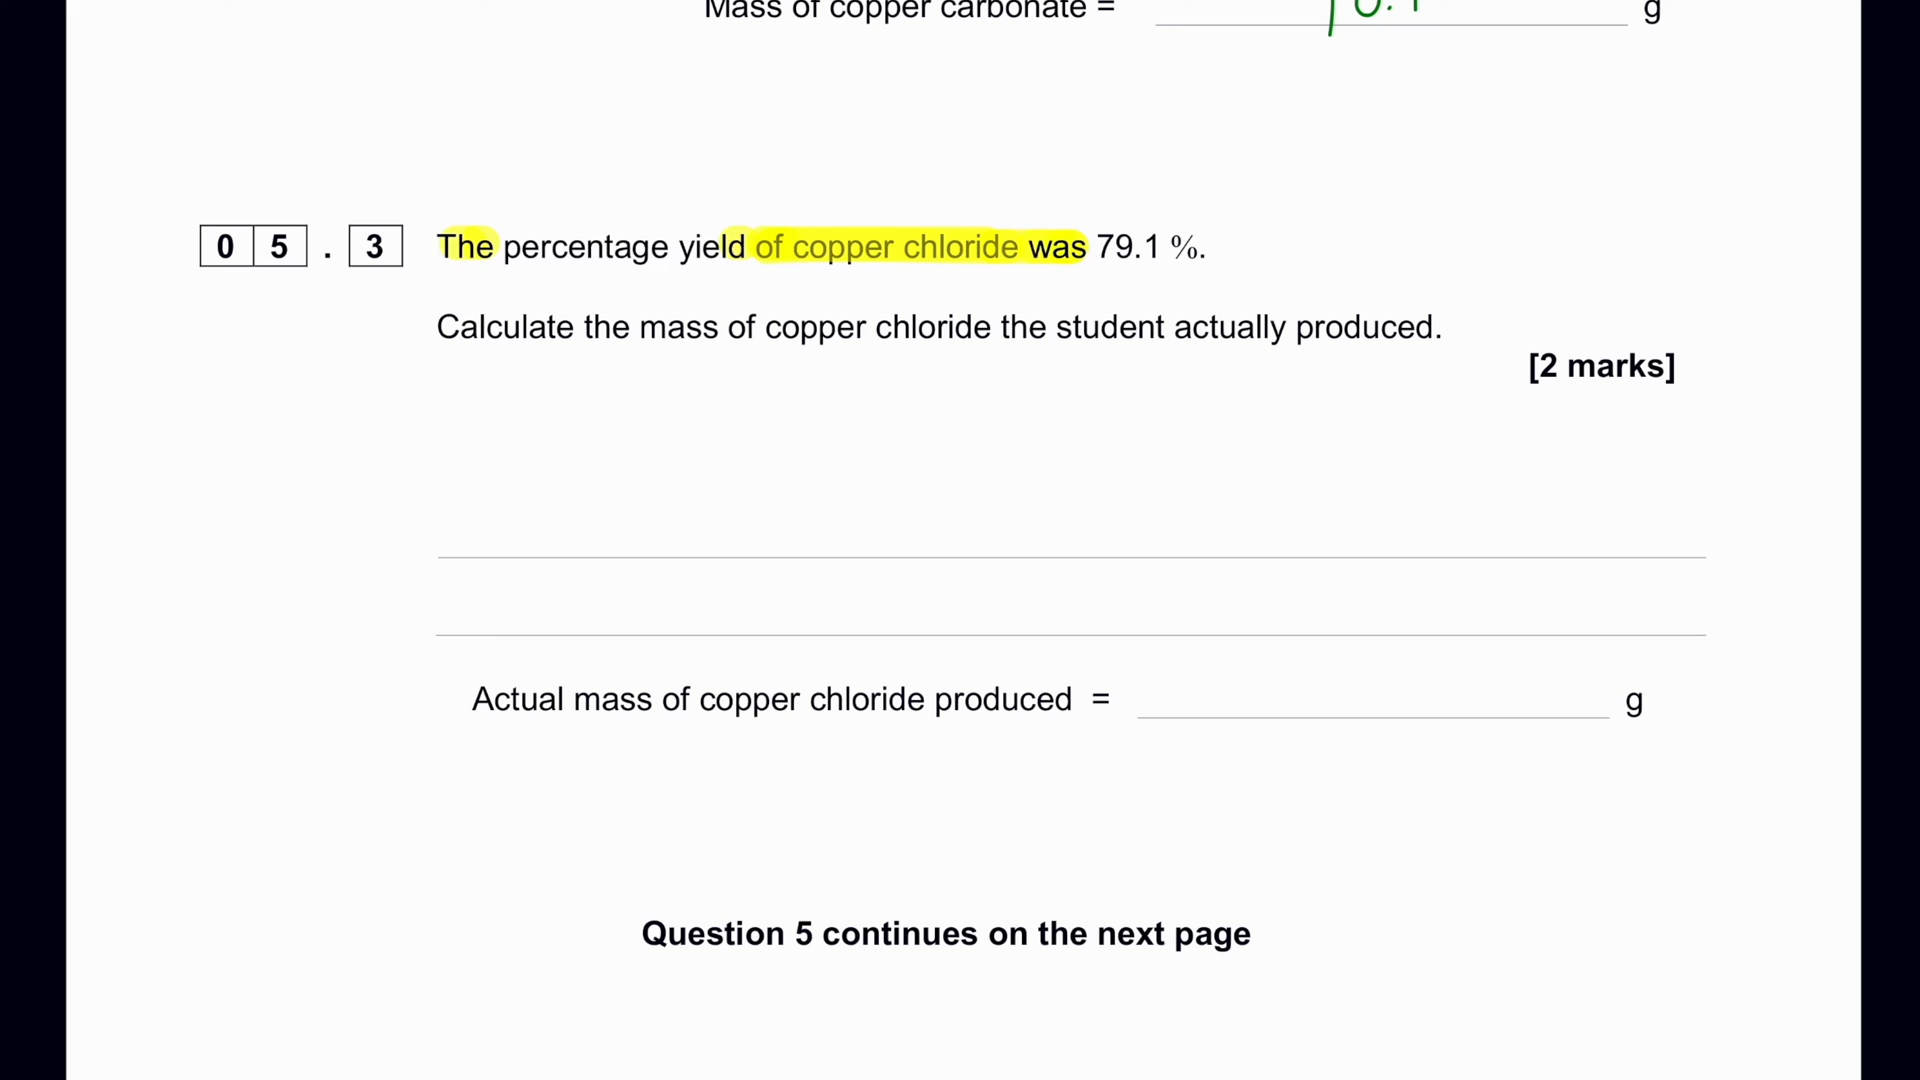 Mass of copper carbonate = g
05.3 The percentage yield of copper chloride was 79.1 %.
Calculate the mass of copper chloride the student actually produced.
[2 marks]
Actual mass of copper chloride produced = g
Question 5 continues on the next page